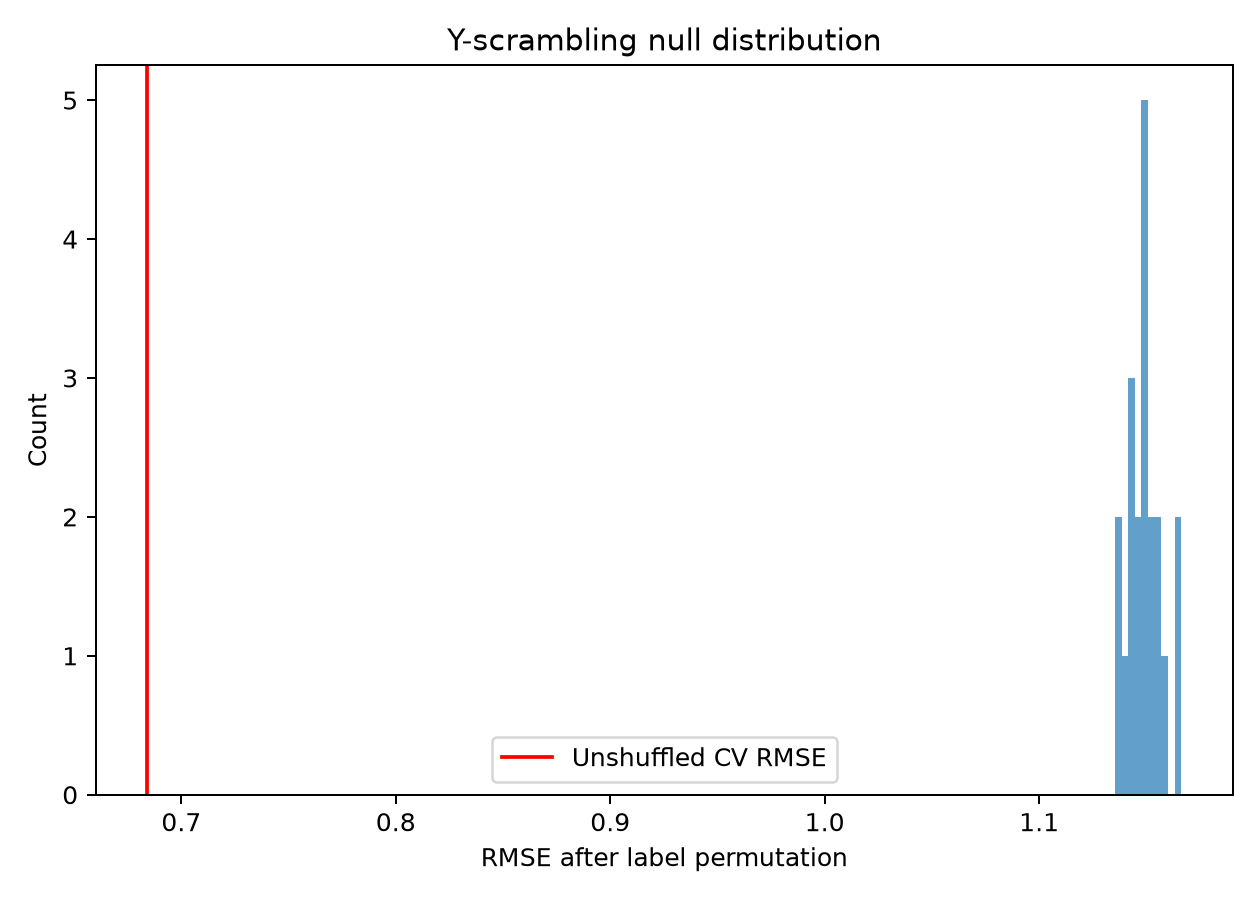 Y-scrambling null distribution
Count
5
4
3
2
1
0
Unshuffled CV RMSE
0.7 0.8 0.9 1.0 1.1
RMSE after label permutation